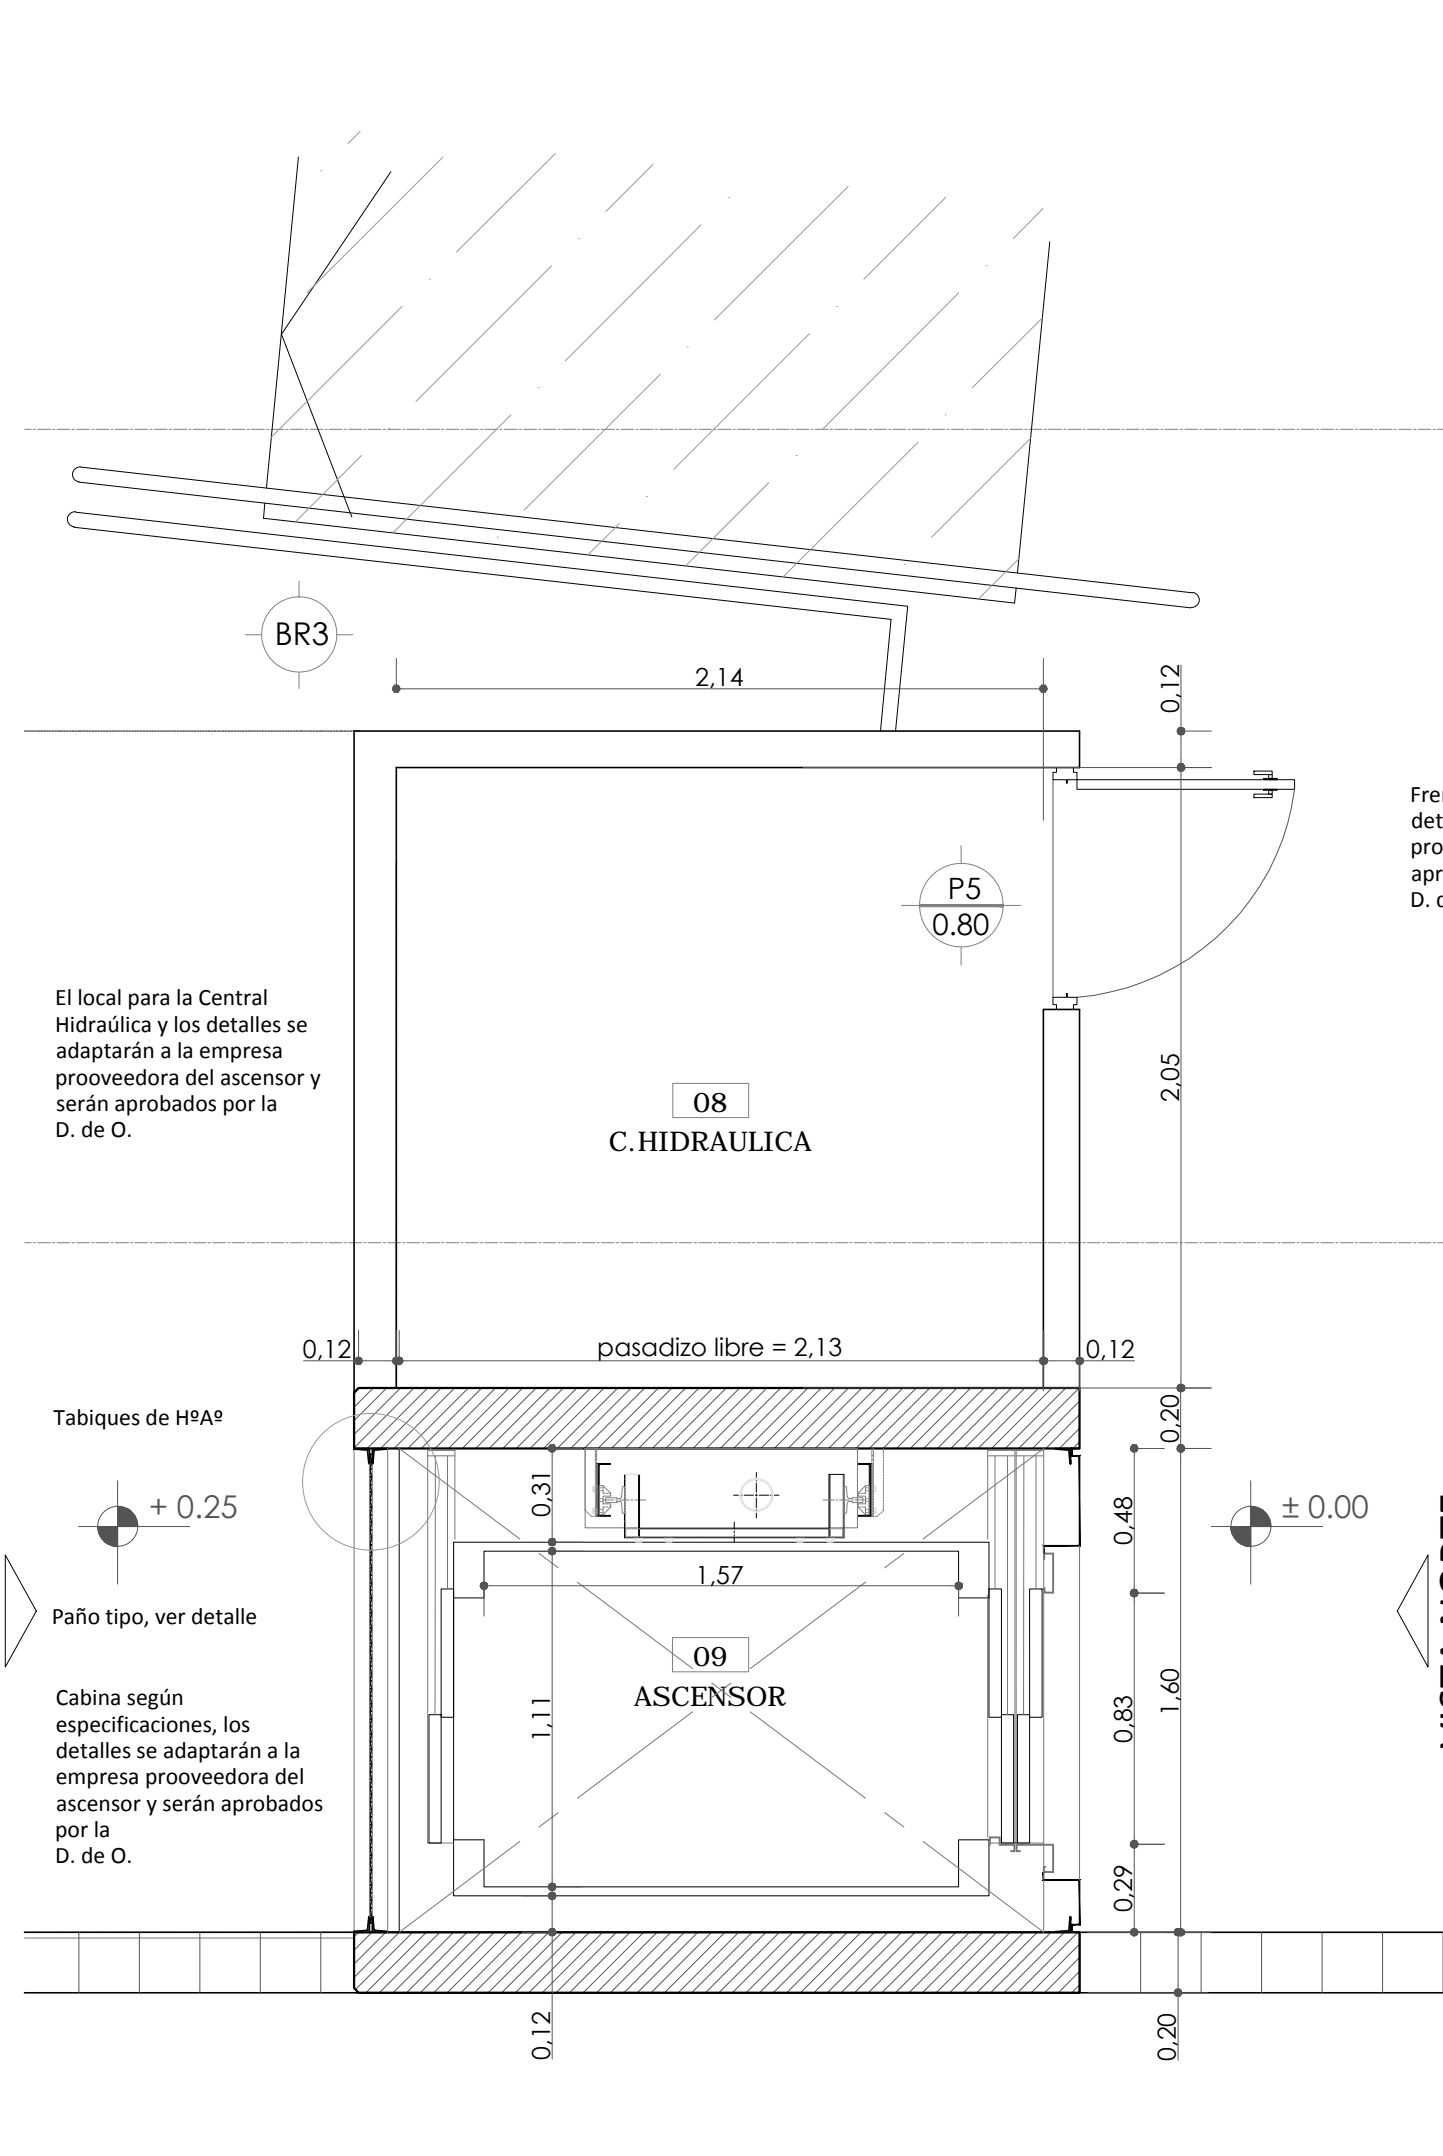 BR3
2,14
0,12
P5
0.80
El local para la Central
Hidraúlica y los detalles se
adaptarán a la empresa
prooveedora del ascensor y
serán aprobados por la
D. de O.
2,05
08
C.HIDRAULICA
0,12
pasadizo libre = 2,13
0,12
Tabiques de HºAº
0,20
+ 0.25
0,31
0,48
± 0.00
1,57
Paño tipo, ver detalle
09
ASCENSOR
1,11
0,83
1,60
Cabina según
especificaciones, los
detalles se adaptarán a la
empresa prooveedora del
ascensor y serán aprobados
por la
D. de O.
0,29
0,12
0,20